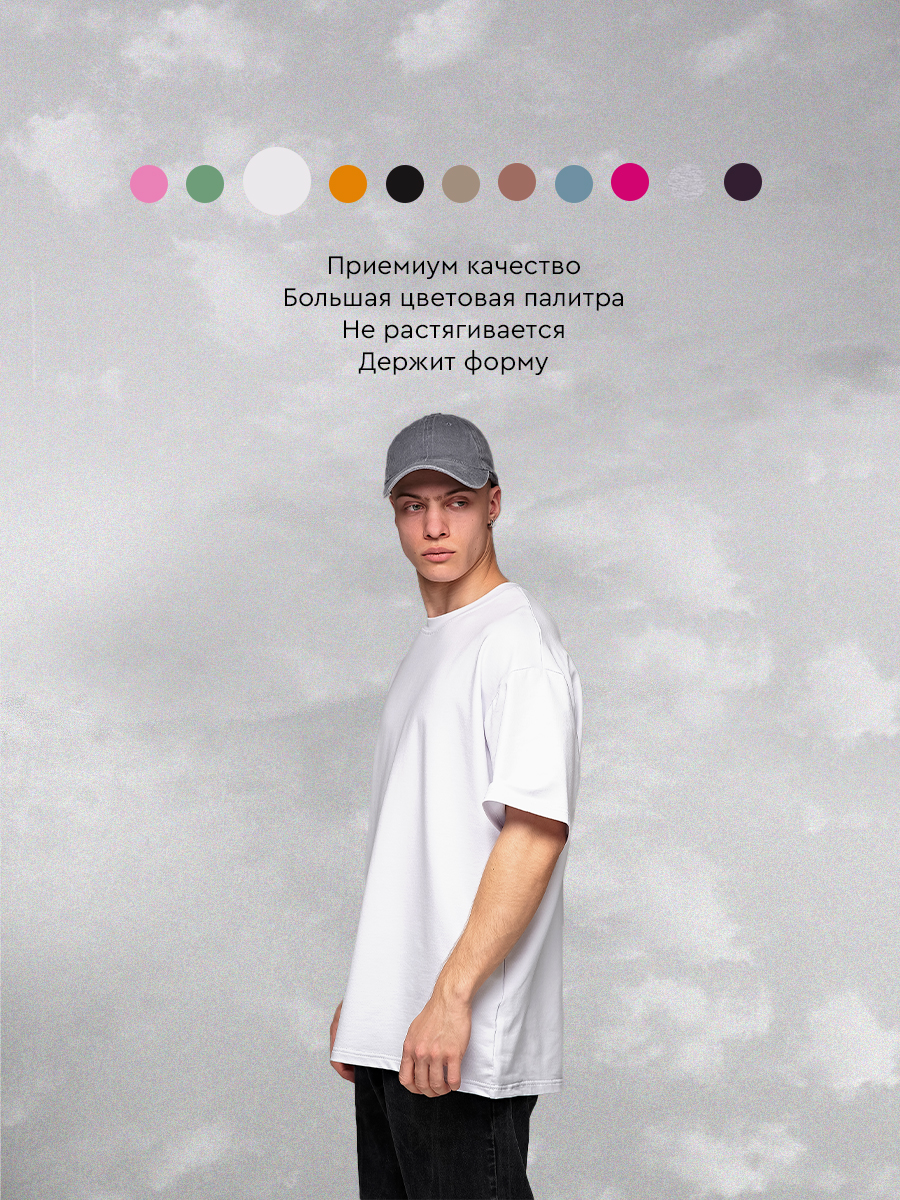 Приемиум качество
Большая цветовая палитра
Не растягивается
Держит форму